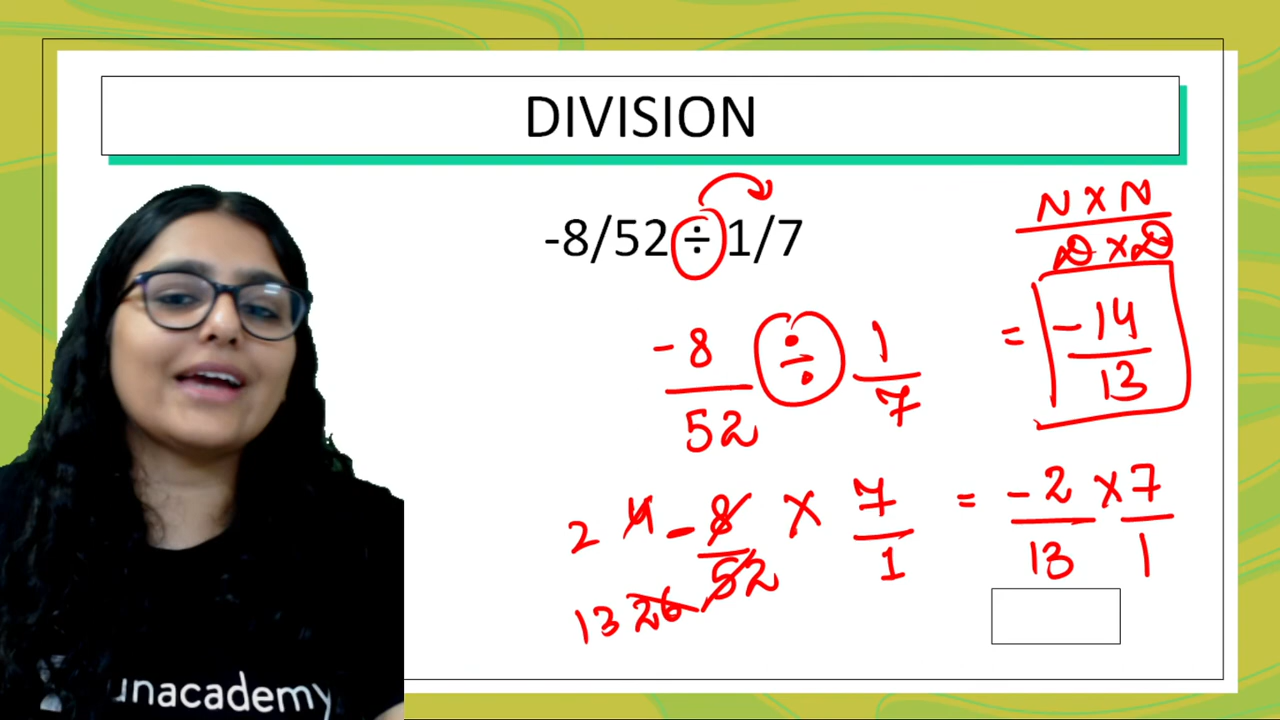 DIVISION
-8/52 ÷ 1/7
N × N
D × D
-8/52 ÷ 1/7
= -14/13
2 4 -8/52 × 7/1 = -2/13 × 7/1
13 26
unacademy